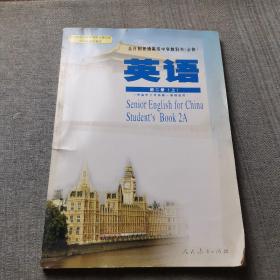 全日制普通高级中学教科书(必修)
英语
第二册(上)
Senior English for China
Student's Book 2A
人民教育出版社